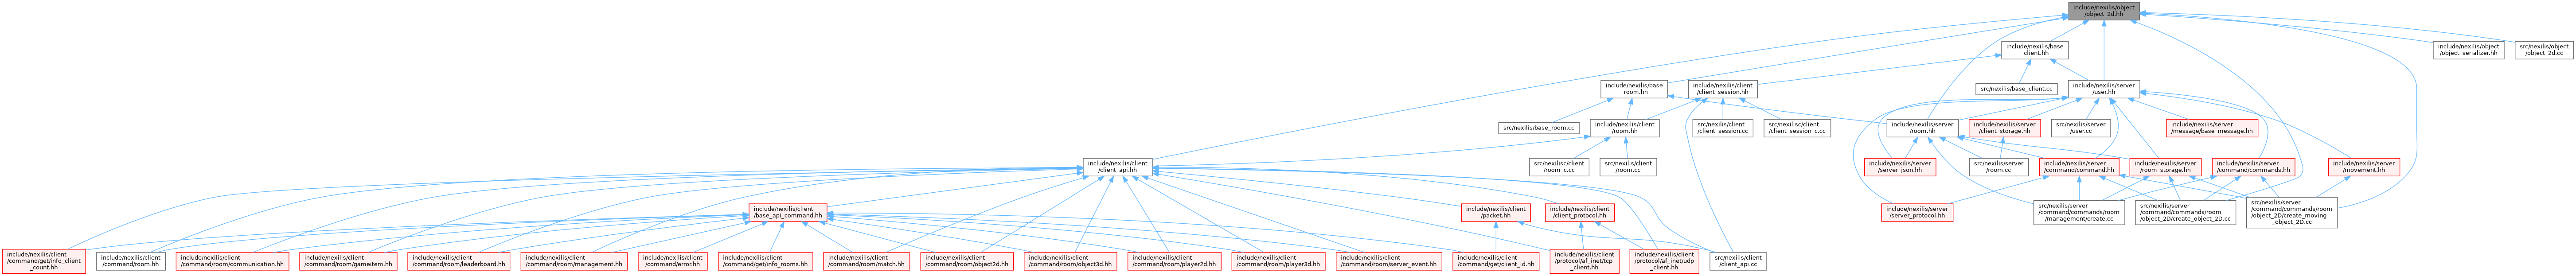 include/nexilis/object
/object_2d.hh
include/nexilis/base
_client.hh
include/nexilis/object
/object_serializer.hh
src/nexilis/object
/object_2d.cc
include/nexilis/base
_room.hh
include/nexilis/client
/client_session.hh
src/nexilis/base_client.cc
include/nexilis/server
/user.hh
src/nexilis/base_room.cc
include/nexilis/client
/room.hh
src/nexilis/client
/client_session.cc
src/nexilisc/client
/client_session_c.cc
include/nexilis/server
/room.hh
include/nexilis/server
/client_storage.hh
src/nexilis/server
/user.cc
include/nexilis/server
/message/base_message.hh
include/nexilis/client
/client_api.hh
src/nexilisc/client
/room_c.cc
src/nexilis/client
/room.cc
include/nexilis/server
/server_json.hh
src/nexilis/server
/room.cc
include/nexilis/server
/command/command.hh
include/nexilis/server
/room_storage.hh
include/nexilis/server
/command/commands.hh
include/nexilis/server
/movement.hh
include/nexilis/client
/base_api_command.hh
include/nexilis/client
/packet.hh
include/nexilis/client
/client_protocol.hh
include/nexilis/server
/server_protocol.hh
src/nexilis/server
/command/commands/room
/management/create.cc
src/nexilis/server
/command/commands/room
/object_2D/create_object_2D.cc
src/nexilis/server
/command/commands/room
/object_2D/create_moving
_object_2D.cc
include/nexilis/client
/command/get/info_client
_count.hh
include/nexilis/client
/command/room.hh
include/nexilis/client
/command/room/communication.hh
include/nexilis/client
/command/room/gameitem.hh
include/nexilis/client
/command/room/leaderboard.hh
include/nexilis/client
/command/room/management.hh
include/nexilis/client
/command/error.hh
include/nexilis/client
/command/get/info_rooms.hh
include/nexilis/client
/command/room/match.hh
include/nexilis/client
/command/room/object2d.hh
include/nexilis/client
/command/room/object3d.hh
include/nexilis/client
/command/room/player2d.hh
include/nexilis/client
/command/room/player3d.hh
include/nexilis/client
/command/room/server_event.hh
include/nexilis/client
/command/get/client_id.hh
include/nexilis/client
/protocol/af_inet/tcp
_client.hh
include/nexilis/client
/protocol/af_inet/udp
_client.hh
src/nexilis/client
/client_api.cc